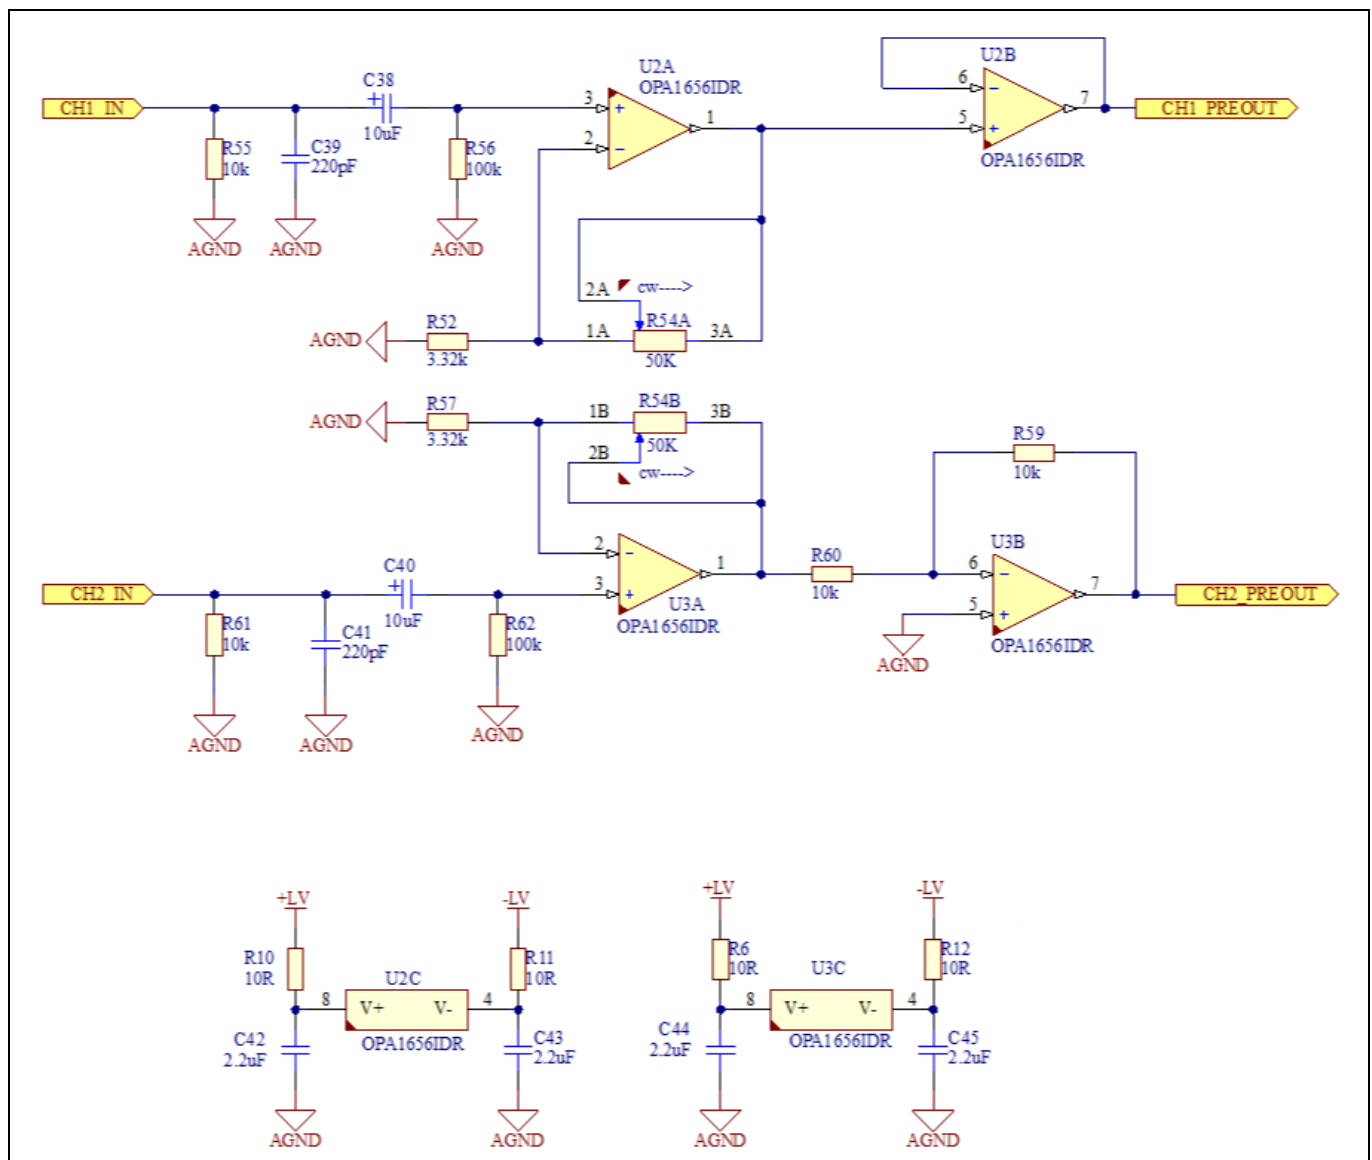 CH1_IN
R55
10k
AGND
C39
220pF
AGND
C38
+
10uF
R56
100k
AGND
U2A
OPA1656IDR
3
+
2
−
1
U2B
6
−
5
+
7
OPA1656IDR
CH1_PREOUT
2A
cw---->
R54A
1A
3A
50K
AGND
R52
3.32k
AGND
R57
3.32k
1B
R54B
3B
50K
2B
cw---->
R59
10k
CH2_IN
R61
10k
AGND
C41
220pF
AGND
C40
+
10uF
R62
100k
AGND
2
−
3
+
1
U3A
OPA1656IDR
R60
10k
U3B
6
−
5
+
7
AGND
OPA1656IDR
CH2_PREOUT
+LV
R10
10R
8
U2C
V+ V-
OPA1656IDR
4
C42
2.2uF
AGND
-LV
R11
10R
C43
2.2uF
AGND
+LV
R6
10R
8
U3C
V+ V-
OPA1656IDR
4
C44
2.2uF
AGND
-LV
R12
10R
C45
2.2uF
AGND